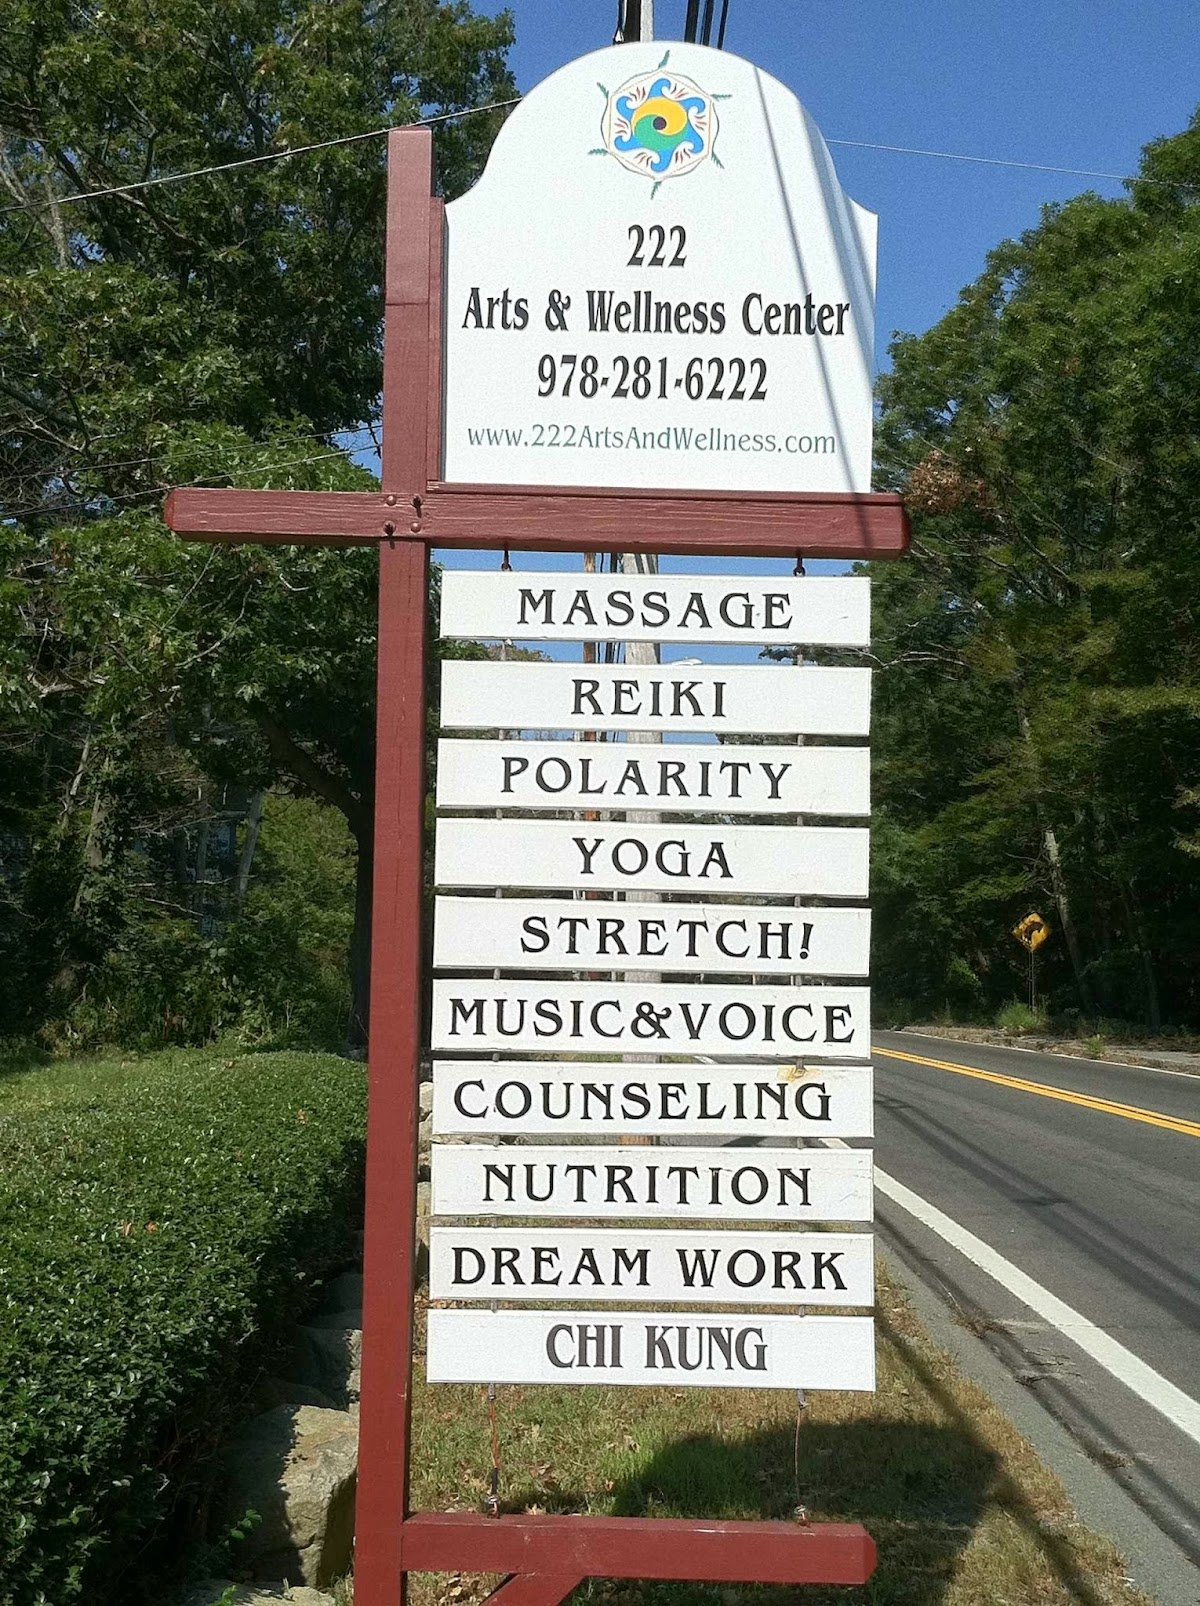 222
Arts & Wellness Center
978-281-6222
www.222ArtsAndWellness.com
MASSAGE
REIKI
POLARITY
YOGA
STRETCH!
MUSIC&VOICE
COUNSELING
NUTRITION
DREAM WORK
CHI KUNG